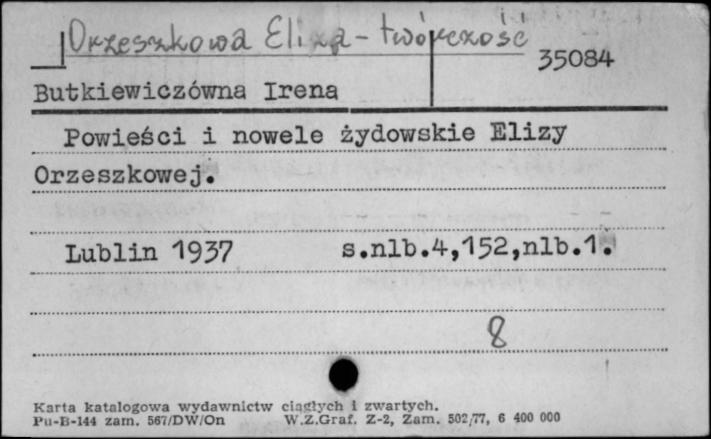 Orzeszkowa Eliza - twórczość
35084
Butkiewiczówna Irena
Powieści i nowele żydowskie Elizy
Orzeszkowej.
Lublin 1937 s.nlb.4,152,nlb.1.
8
Karta katalogowa wydawnictw ciągłych i zwartych.
Pu-B-144 zam. 567/DW/On W.Z.Graf. Z-2, Zam. 502/77, 6 400 000